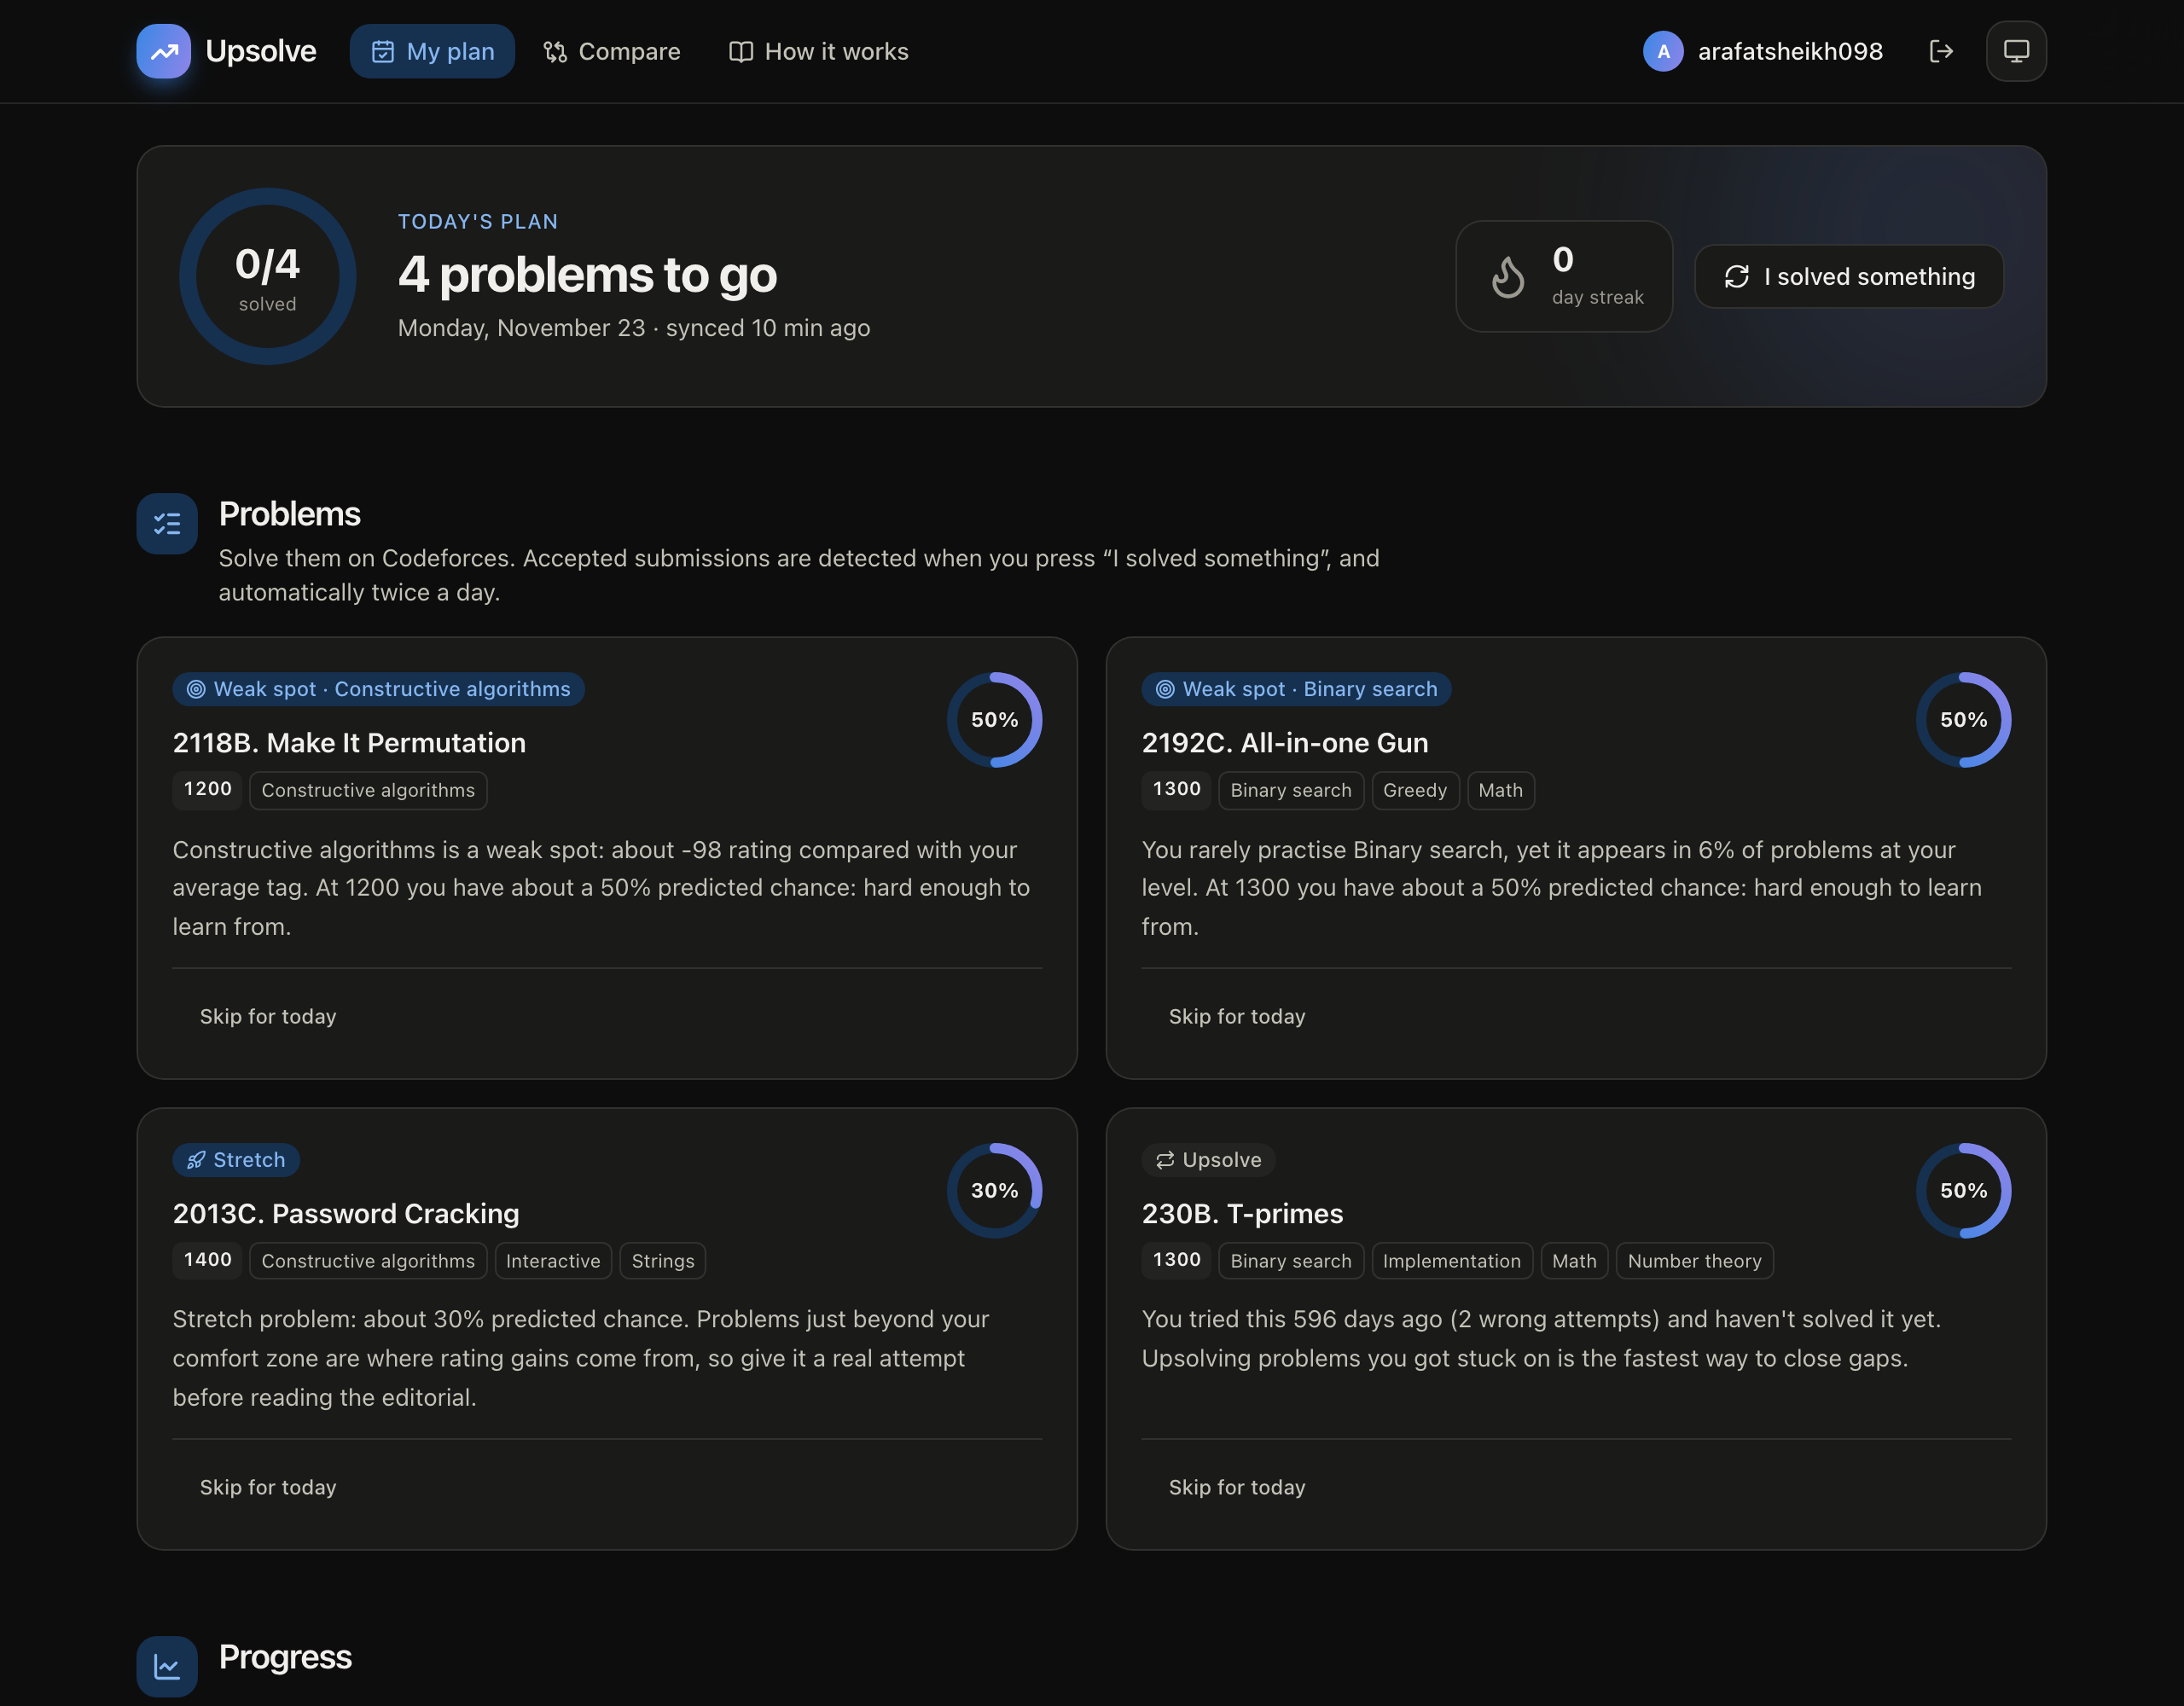 Upsolve
My plan
Compare
How it works
A
arafatsheikh098
0/4
solved
TODAY'S PLAN
4 problems to go
Monday, November 23 · synced 10 min ago
0
day streak
I solved something
Problems
Solve them on Codeforces. Accepted submissions are detected when you press “I solved something”, and
automatically twice a day.
Weak spot · Constructive algorithms
50%
2118B. Make It Permutation
1200 Constructive algorithms
Constructive algorithms is a weak spot: about -98 rating compared with your
average tag. At 1200 you have about a 50% predicted chance: hard enough to
learn from.
Skip for today
Weak spot · Binary search
50%
2192C. All-in-one Gun
1300 Binary search Greedy Math
You rarely practise Binary search, yet it appears in 6% of problems at your
level. At 1300 you have about a 50% predicted chance: hard enough to learn
from.
Skip for today
Stretch
30%
2013C. Password Cracking
1400 Constructive algorithms Interactive Strings
Stretch problem: about 30% predicted chance. Problems just beyond your
comfort zone are where rating gains come from, so give it a real attempt
before reading the editorial.
Skip for today
Upsolve
50%
230B. T-primes
1300 Binary search Implementation Math Number theory
You tried this 596 days ago (2 wrong attempts) and haven't solved it yet.
Upsolving problems you got stuck on is the fastest way to close gaps.
Skip for today
Progress